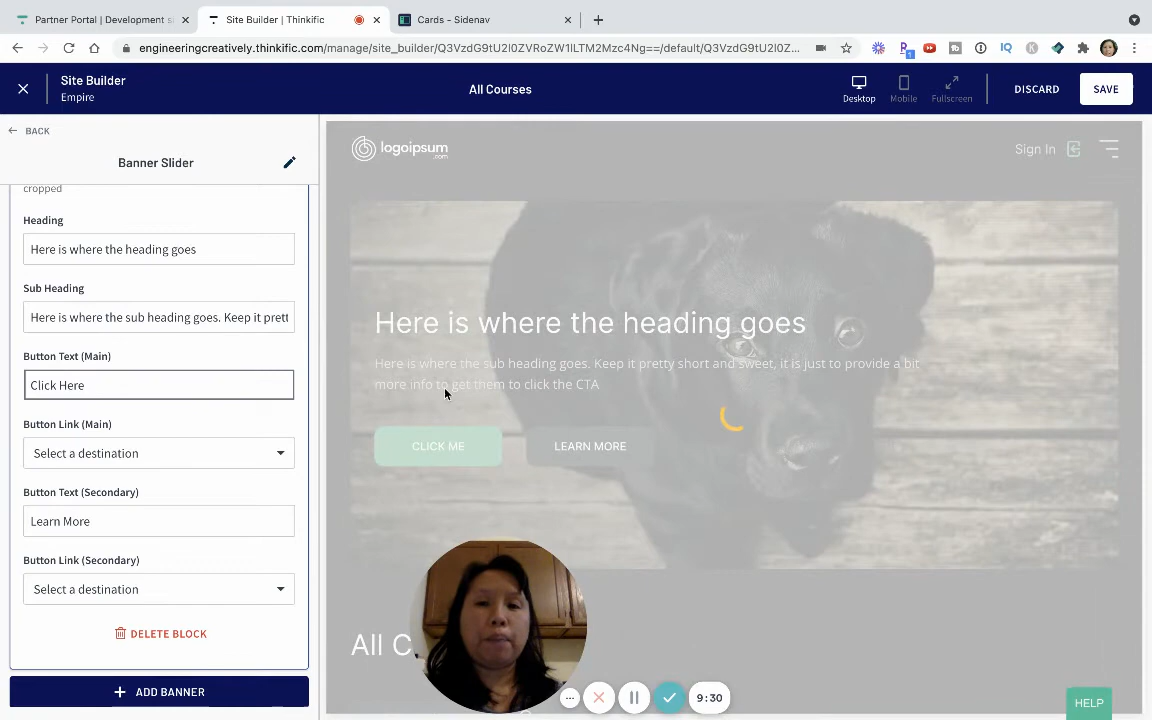 Partner Portal | Development s
Site Builder | Thinkific
Cards - Sidenav
engineeringcreatively.thinkific.com/manage/site_builder/Q3VzdG9tU2l0ZVRoZW1lLTM2Mzc4Ng==/default/Q3VzdG9tU2l0Z...
Site Builder
Empire
All Courses
Desktop
Mobile
Fullscreen
DISCARD
SAVE
BACK
Banner Slider
cropped
Heading
Here is where the heading goes
Sub Heading
Here is where the sub heading goes. Keep it prett
Button Text (Main)
Click Here
Button Link (Main)
Select a destination
Button Text (Secondary)
Learn More
Button Link (Secondary)
Select a destination
DELETE BLOCK
ADD BANNER
logoipsum
.com
Sign In
Here is where the heading goes
Here is where the sub heading goes. Keep it pretty short and sweet, it is just to provide a bit
more info to get them to click the CTA
CLICK ME
LEARN MORE
All C
9:30
HELP